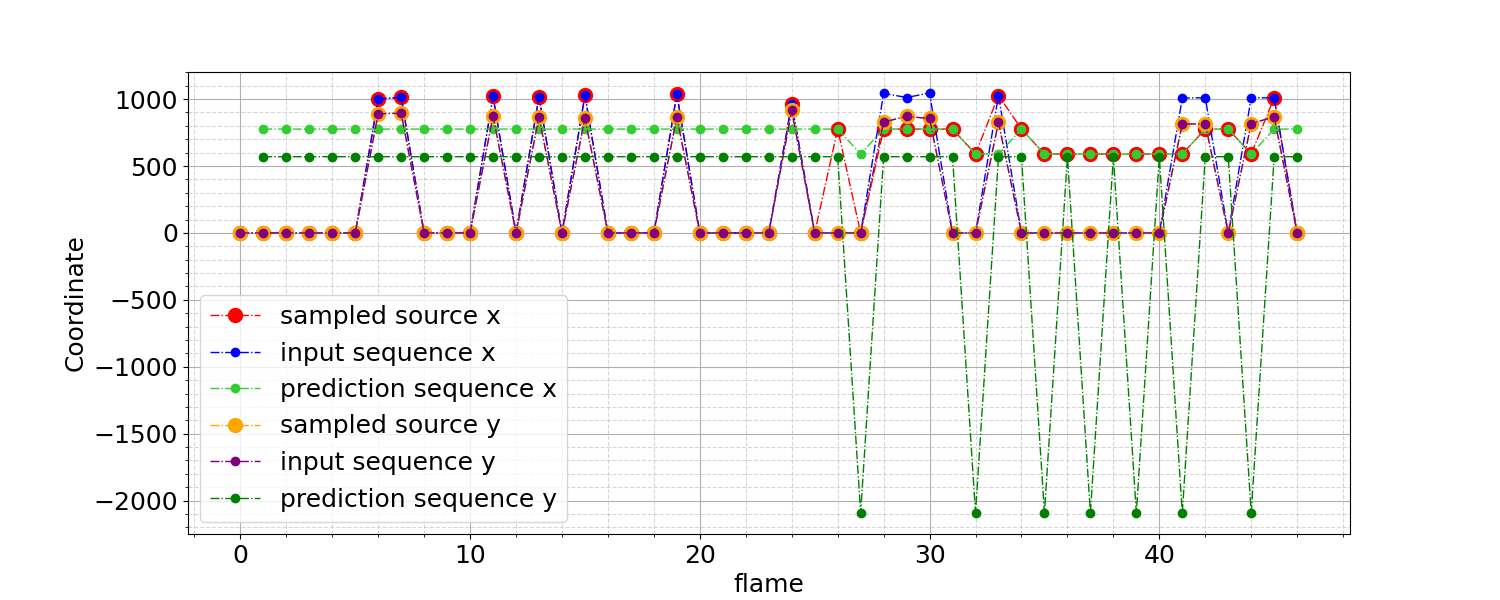 1000
500
0
−500
−1000
−1500
−2000
Coordinate
sampled source x
input sequence x
prediction sequence x
sampled source y
input sequence y
prediction sequence y
0 10 20 30 40
flame